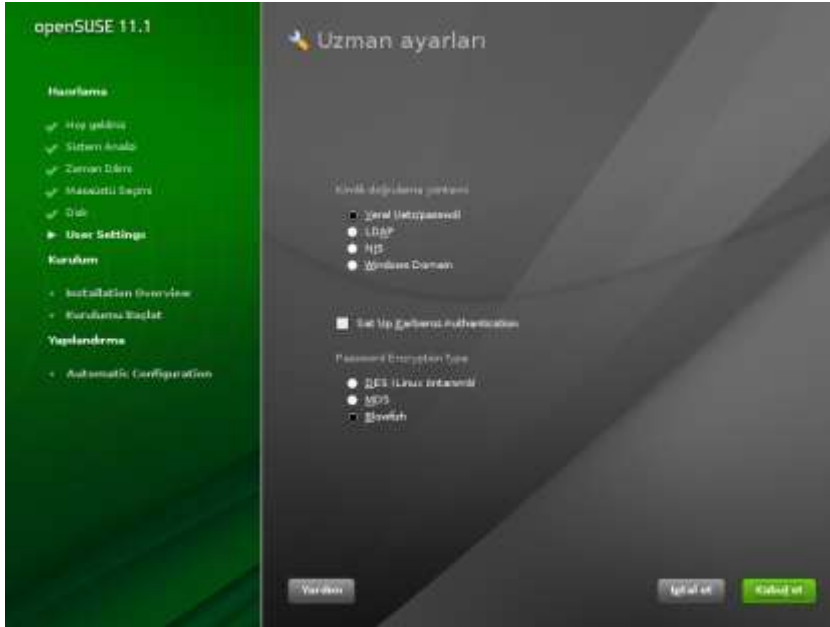 openSUSE 11.1
Hazırlama
Hoş geldiniz
Sistem Analizi
Zaman Dilimi
Masaüstü Seçimi
Disk
User Settings
Kurulum
Installation Overview
Kurulumu Başlat
Yapılandırma
Automatic Configuration
Uzman ayarları
Kimlik doğrulama yöntemi
Yerel (/etc/passwd)
LDAP
NIS
Windows Domain
Set Up Kerberos Authentication
Password Encryption Type
DES (Linux öntanımlı)
MD5
Blowfish
Yardım
İptal et
Kabul et